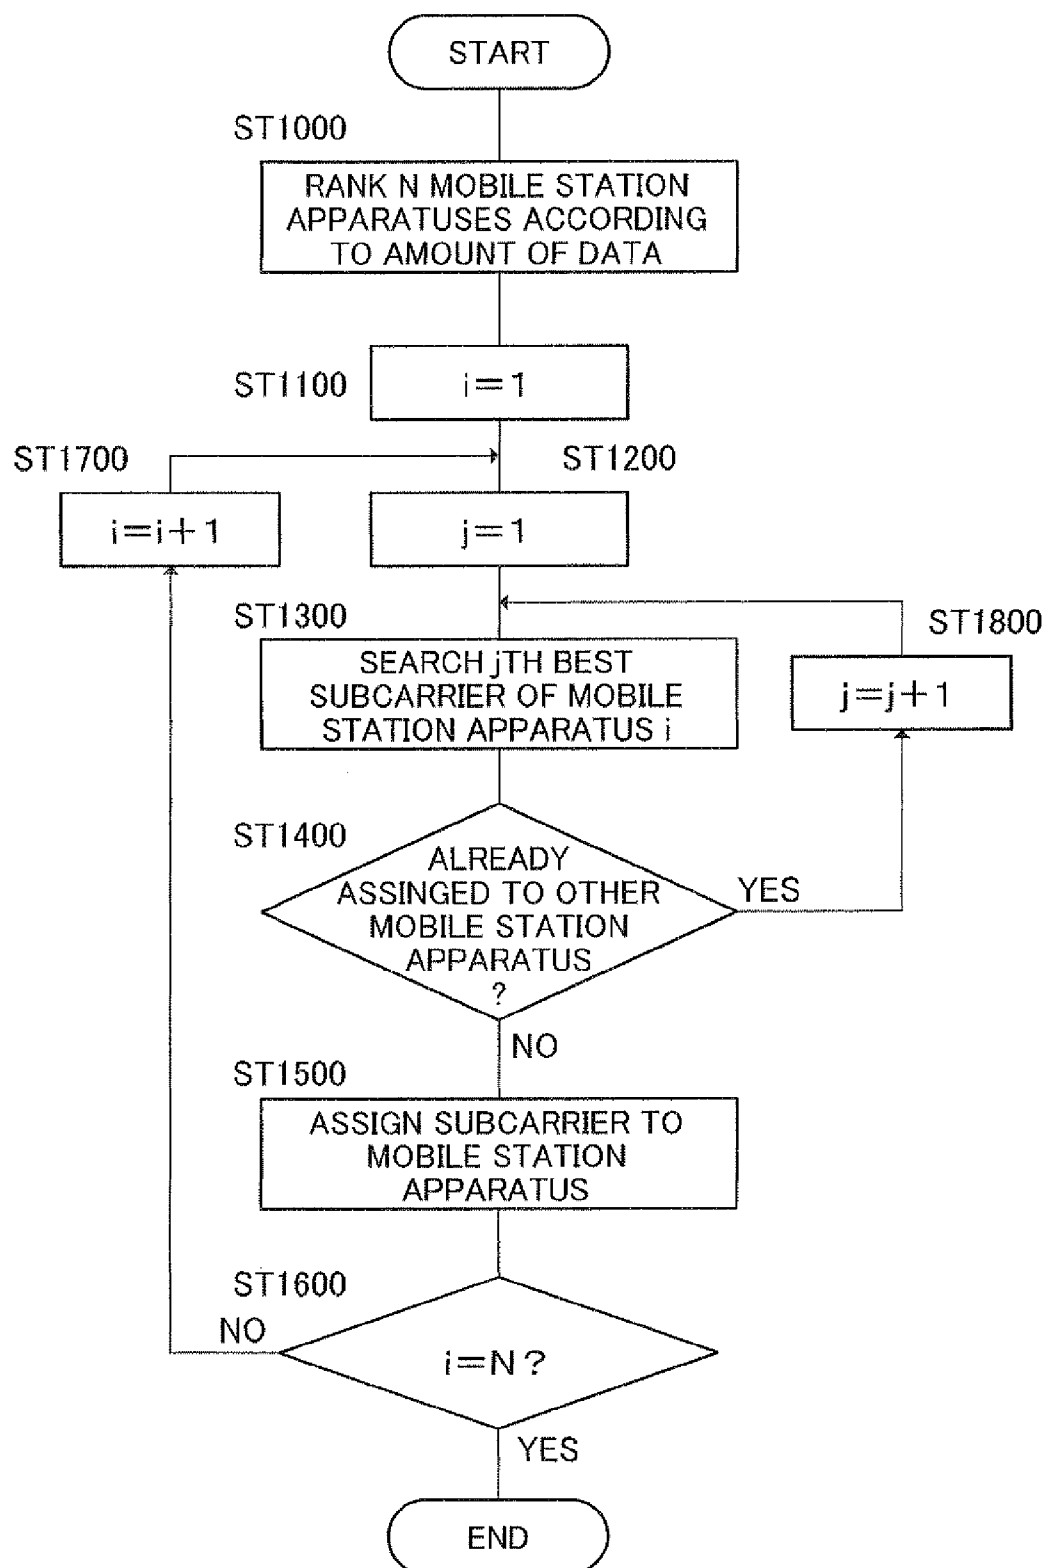 START
ST1000
RANK N MOBILE STATION
APPARATUSES ACCORDING
TO AMOUNT OF DATA
ST1100
i=1
ST1700
ST1200
i=i+1
j=1
ST1300
ST1800
SEARCH jTH BEST
SUBCARRIER OF MOBILE
STATION APPARATUS i
j=j+1
ST1400
ALREADY
ASSINGED TO OTHER
MOBILE STATION
APPARATUS
?
YES
NO
ST1500
ASSIGN SUBCARRIER TO
MOBILE STATION
APPARATUS
ST1600
NO
i=N?
YES
END